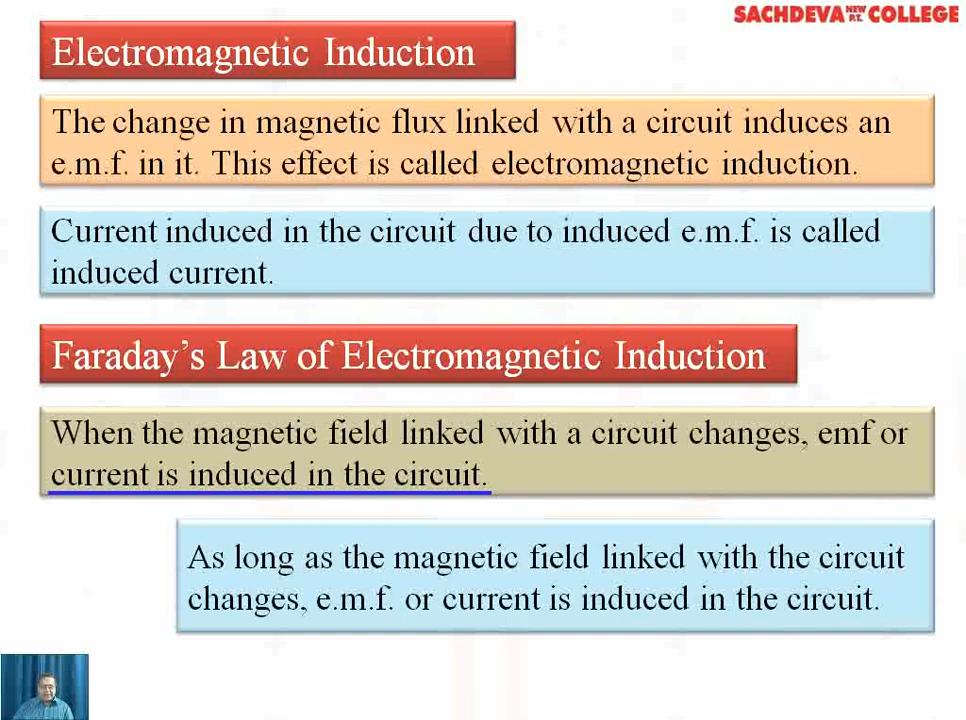 SACHDEVA NEW P.T. COLLEGE
Electromagnetic Induction
The change in magnetic flux linked with a circuit induces an
e.m.f. in it. This effect is called electromagnetic induction.
Current induced in the circuit due to induced e.m.f. is called
induced current.
Faraday's Law of Electromagnetic Induction
When the magnetic field linked with a circuit changes, emf or
current is induced in the circuit.
As long as the magnetic field linked with the circuit
changes, e.m.f. or current is induced in the circuit.